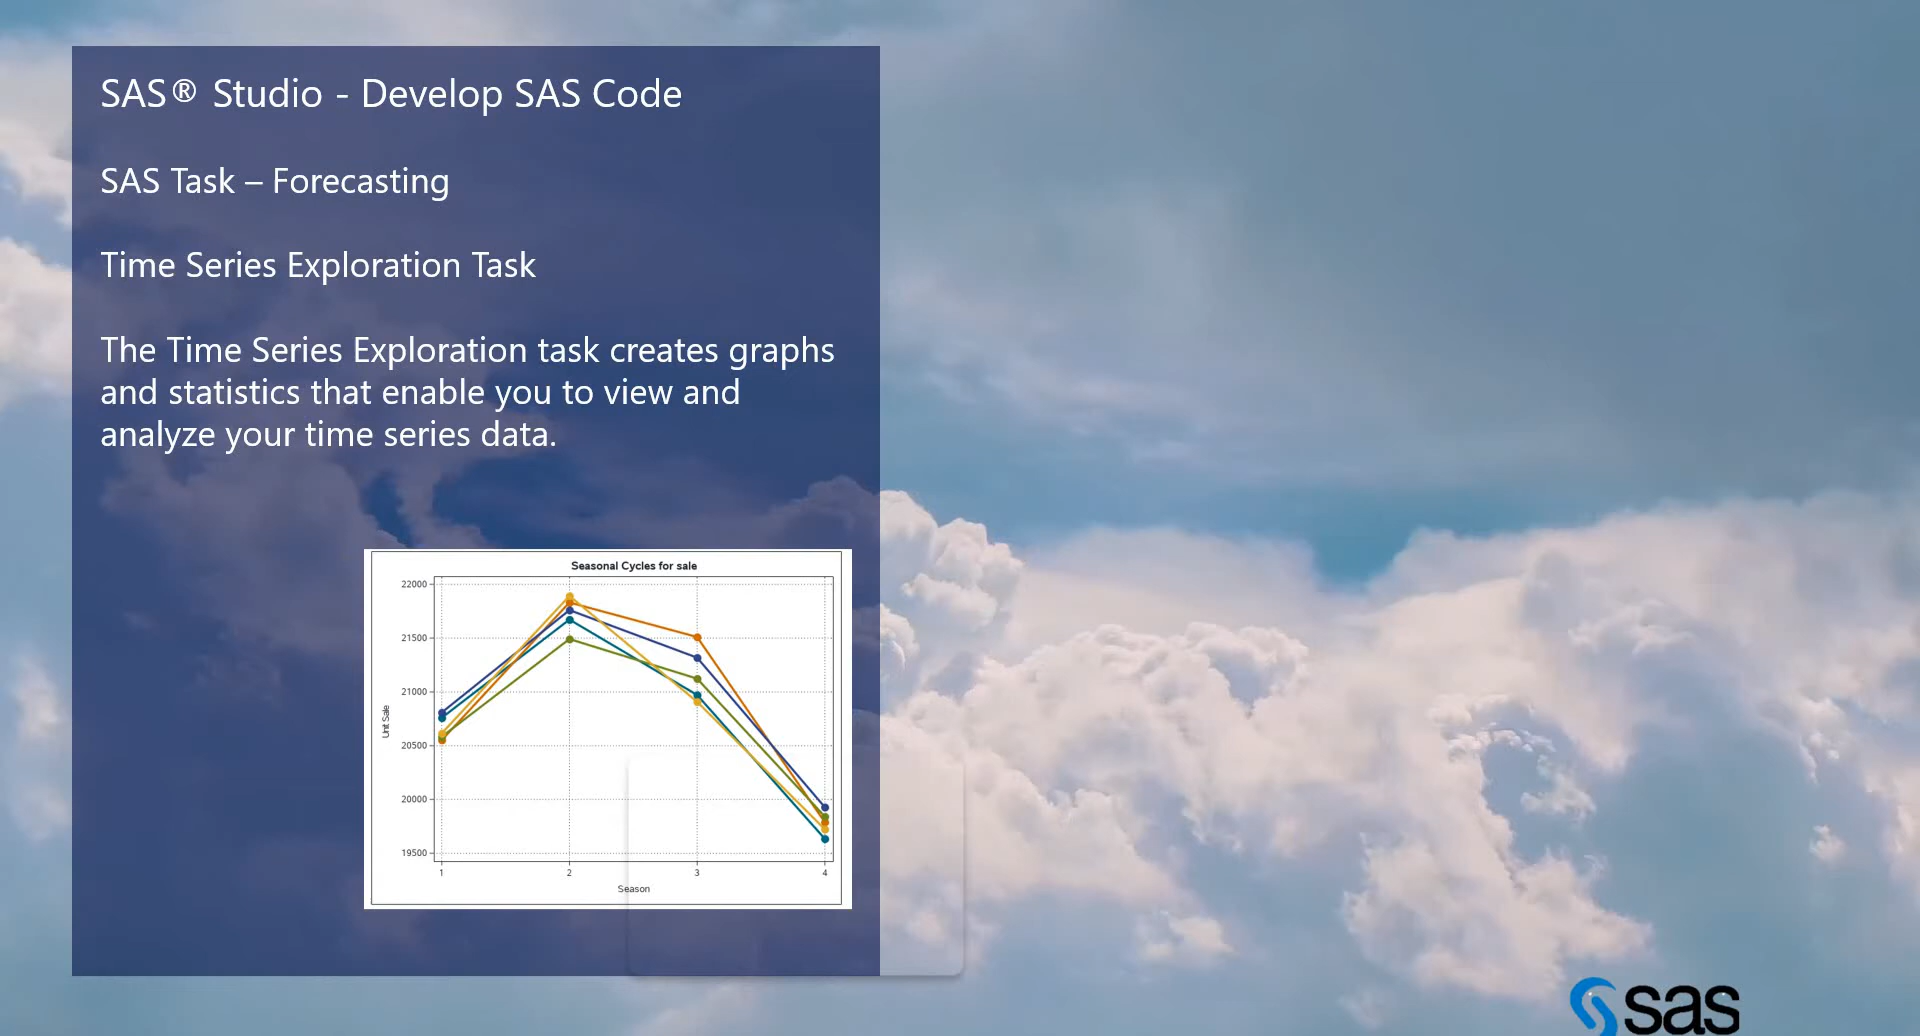 SAS® Studio - Develop SAS Code
SAS Task – Forecasting
Time Series Exploration Task
The Time Series Exploration task creates graphs
and statistics that enable you to view and
analyze your time series data.
Seasonal Cycles for sale
22000
21500
21000
20500
20000
19500
Unit Sale
1 2 3 4
Season
sas